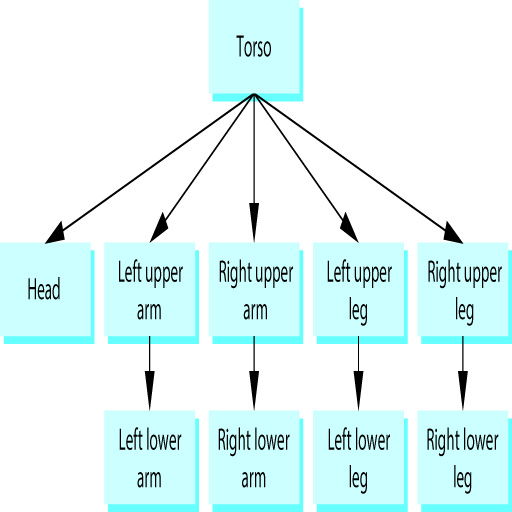 Torso
Head
Left upper
arm
Right upper
arm
Left upper
leg
Right upper
leg
Left lower
arm
Right lower
arm
Left lower
leg
Right lower
leg